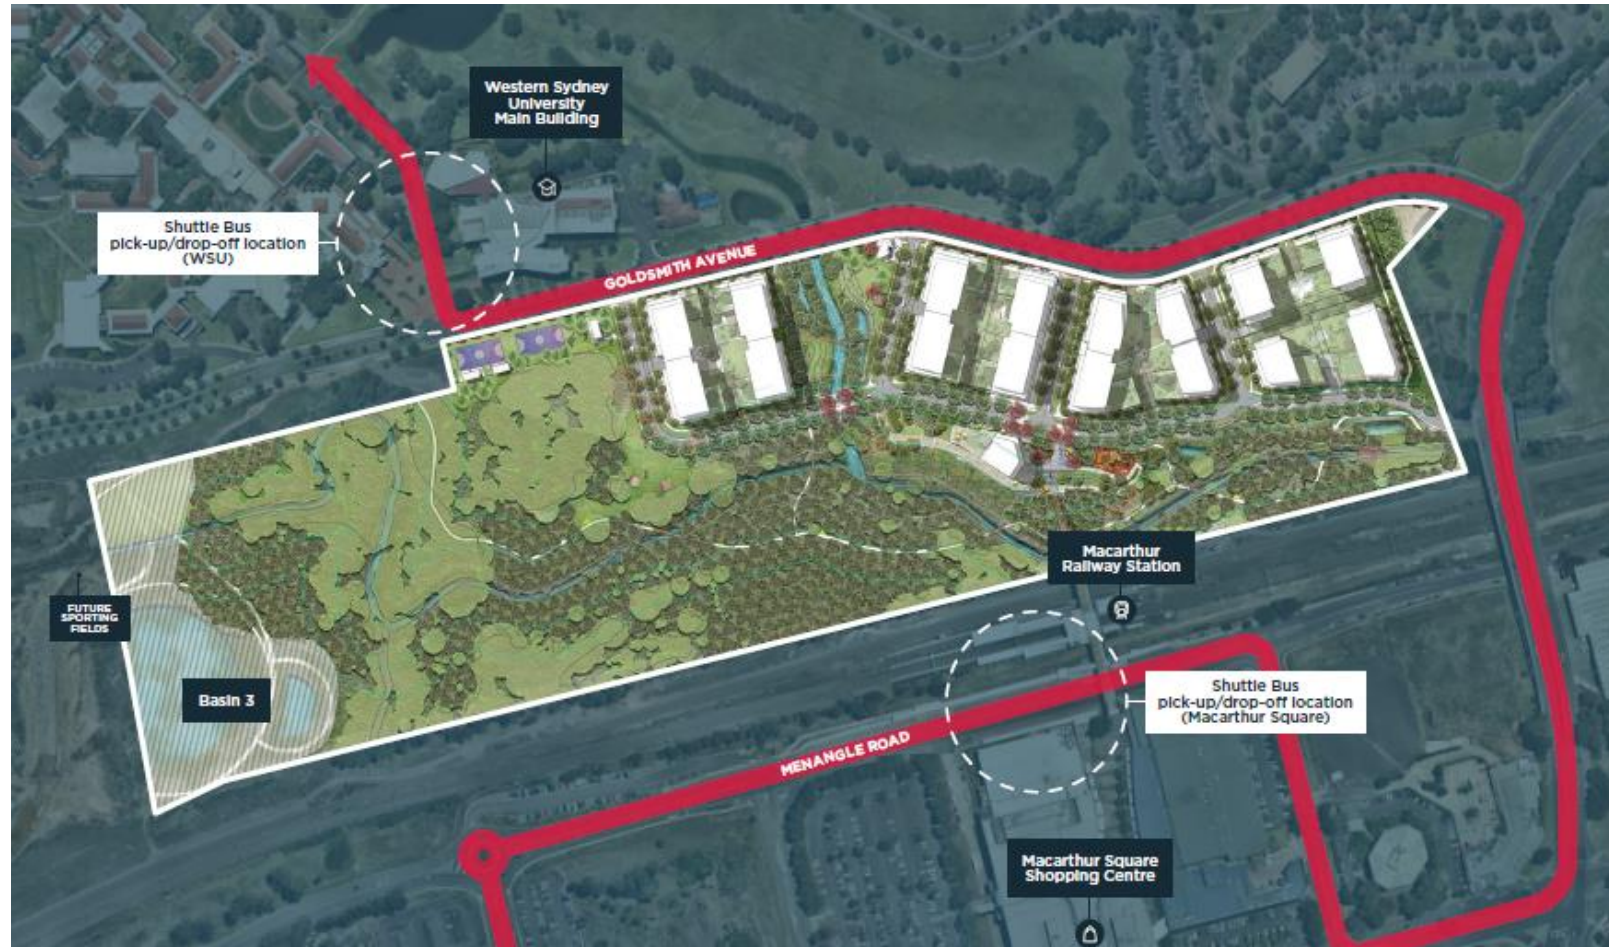 Western Sydney
University
Main Building
Shuttle Bus
pick-up/drop-off location
(WSU)
GOLDSMITH AVENUE
Macarthur
Railway Station
FUTURE
SPORTING
FIELDS
Basin 3
Shuttle Bus
pick-up/drop-off location
(Macarthur Square)
MENANGLE ROAD
Macarthur Square
Shopping Centre